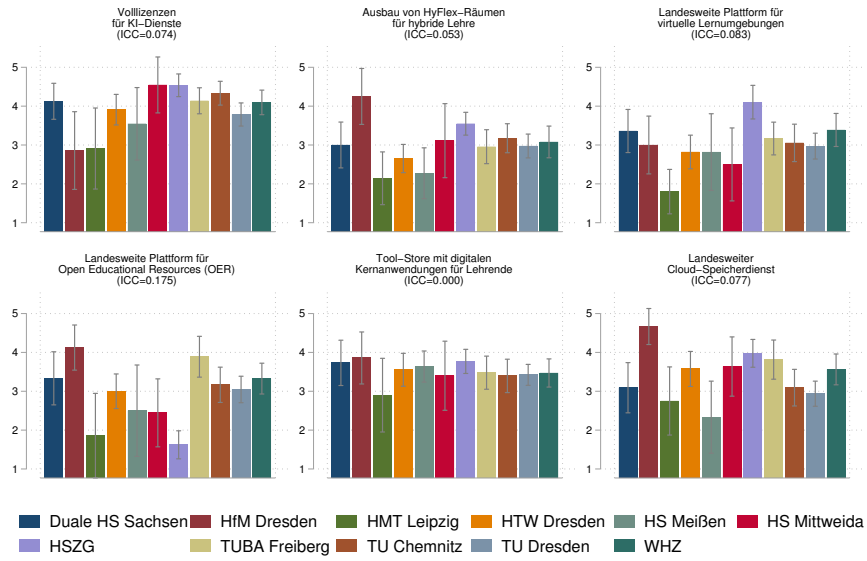 Volllizenzen
für KI−Dienste
(ICC=0.074)
Ausbau von HyFlex−Räumen
für hybride Lehre
(ICC=0.053)
Landesweite Plattform für
virtuelle Lernumgebungen
(ICC=0.083)
5
4
3
2
1
5
4
3
2
1
5
4
3
2
1
Landesweite Plattform für
Open Educational Resources (OER)
(ICC=0.175)
Tool−Store mit digitalen
Kernanwendungen für Lehrende
(ICC=0.000)
Landesweiter
Cloud−Speicherdienst
(ICC=0.077)
5
4
3
2
1
5
4
3
2
1
5
4
3
2
1
Duale HS Sachsen HfM Dresden HMT Leipzig HTW Dresden HS Meißen HS Mittweida
HSZG TUBA Freiberg TU Chemnitz TU Dresden WHZ